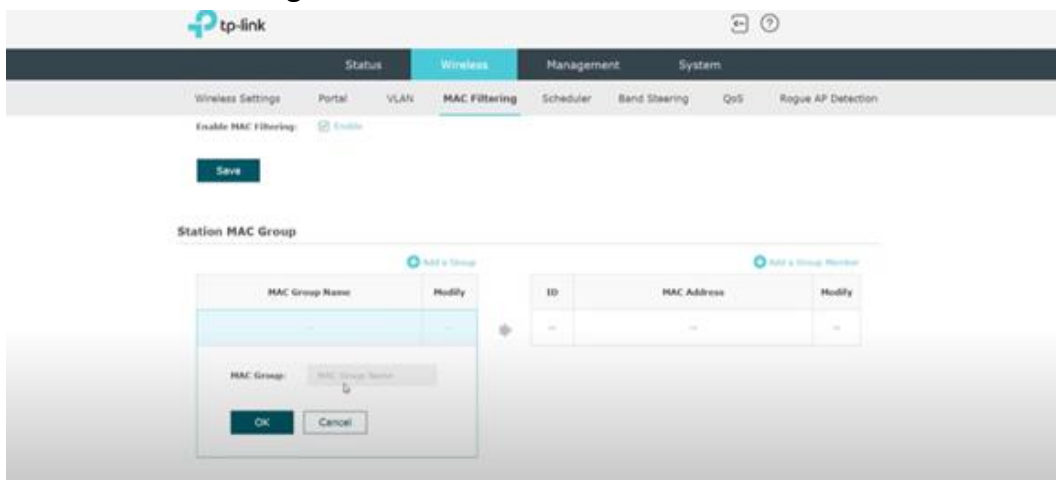 tp-link
Status Wireless Management System
Wireless Settings Portal VLAN MAC Filtering Scheduler Band Steering QoS Rogue AP Detection
Enable MAC Filtering: Enable
Save
Station MAC Group
Add a Group Add a Group Member
MAC Group Name Modify ID MAC Address Modify
-- -- -- -- --
MAC Group: MAC Group Name
OK Cancel